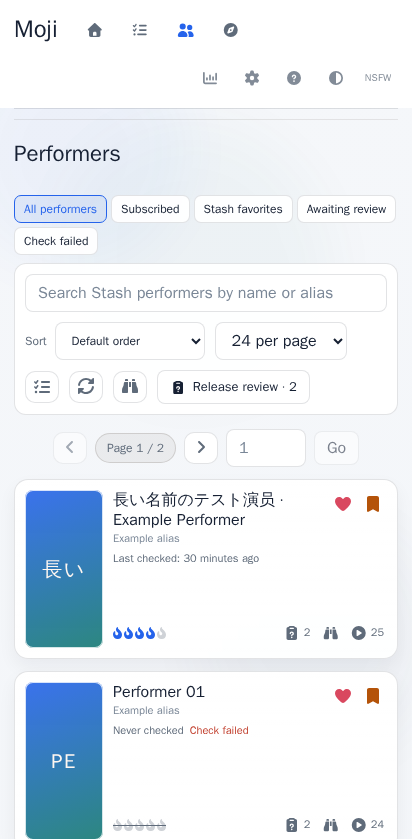 Moji
NSFW
Performers
All performers
Subscribed
Stash favorites
Awaiting review
Check failed
Search Stash performers by name or alias
Sort
Default order
24 per page
Release review · 2
Page 1 / 2
1
Go
長い名前のテスト演员 ·
Example Performer
Example alias
Last checked: 30 minutes ago
長い
2
25
Performer 01
Example alias
Never checked Check failed
PE
2
24